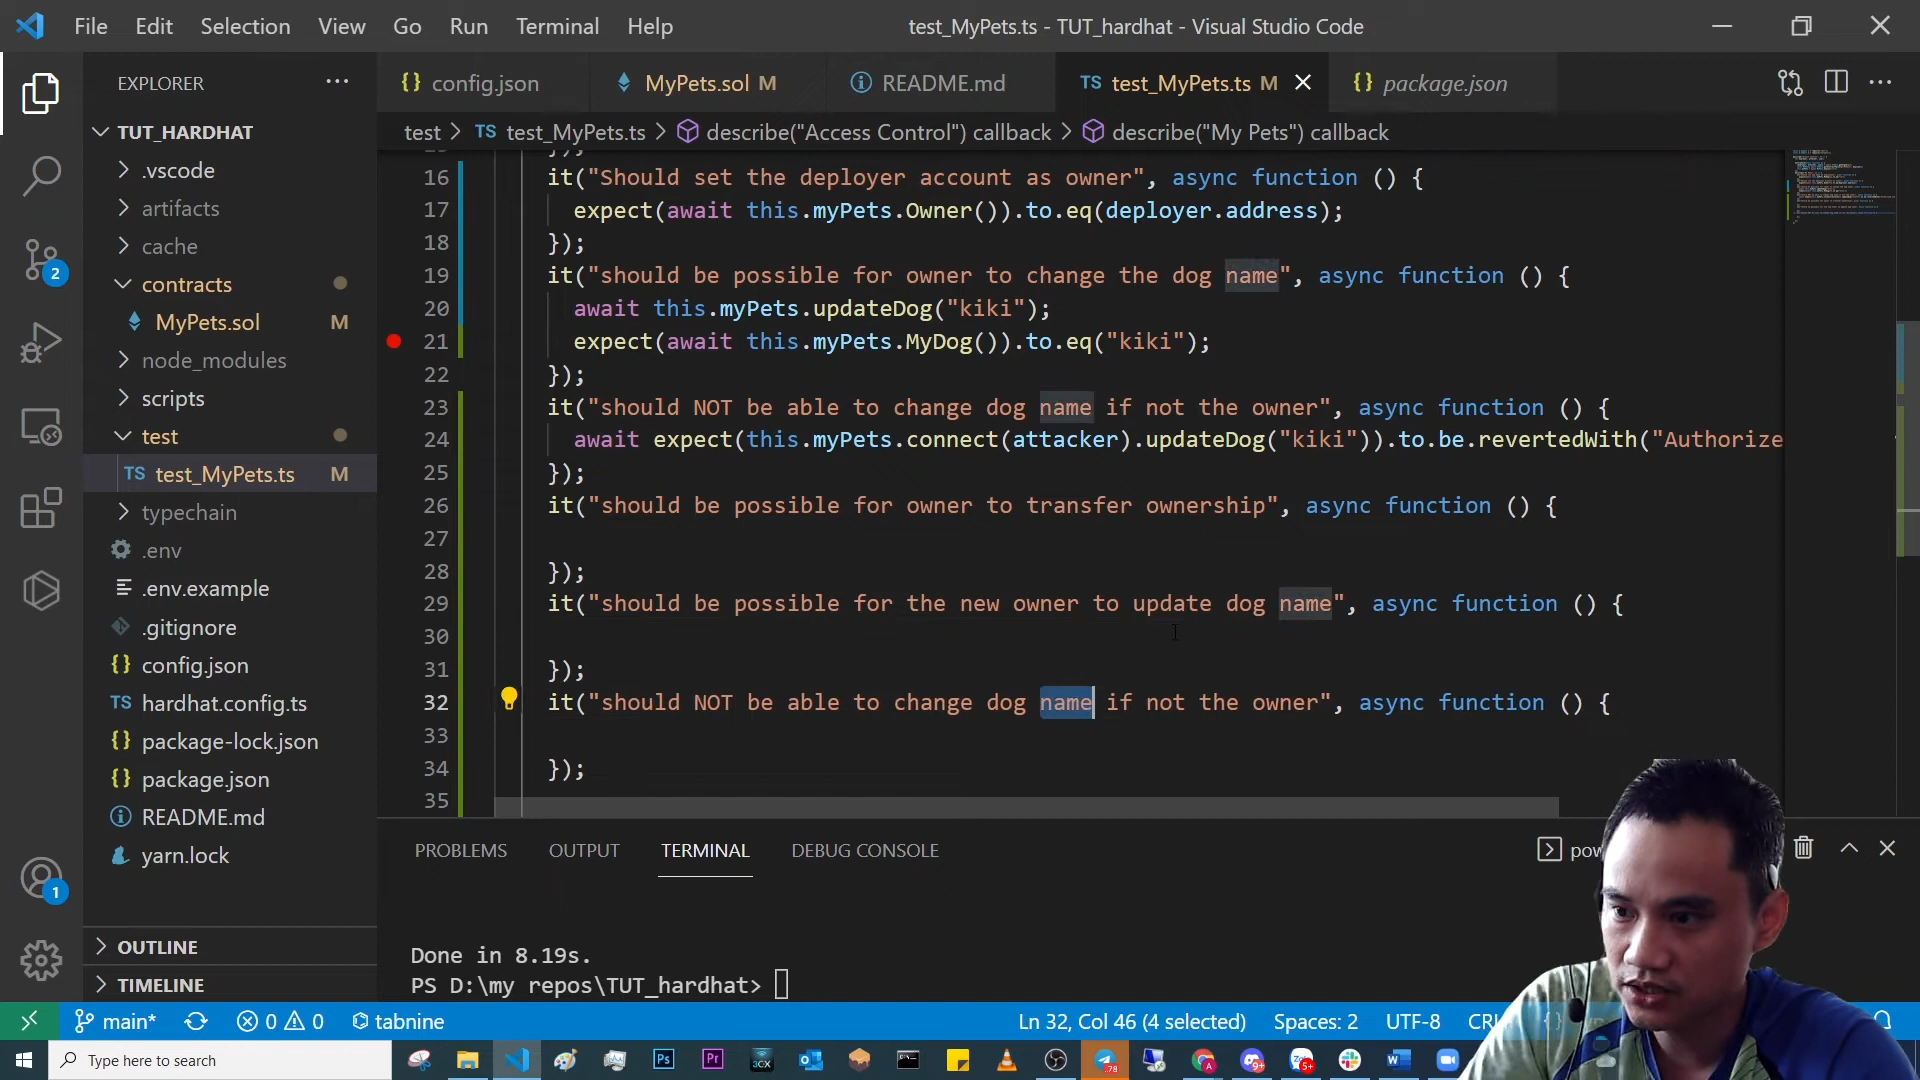 File Edit Selection View Go Run Terminal Help
test_MyPets.ts - TUT_hardhat - Visual Studio Code
EXPLORER
config.json
MyPets.sol M
README.md
TS test_MyPets.ts M
package.json
test > TS test_MyPets.ts > describe("Access Control") callback > describe("My Pets") callback
TUT_HARDHAT
.vscode
artifacts
cache
contracts
MyPets.sol M
node_modules
scripts
test
TS test_MyPets.ts M
typechain
.env
.env.example
.gitignore
config.json
TS hardhat.config.ts
package-lock.json
package.json
README.md
yarn.lock
OUTLINE
TIMELINE
2
1
16 it("Should set the deployer account as owner", async function () {
17 expect(await this.myPets.Owner()).to.eq(deployer.address);
18 });
19 it("should be possible for owner to change the dog name", async function () {
20 await this.myPets.updateDog("kiki");
21 expect(await this.myPets.MyDog()).to.eq("kiki");
22 });
23 it("should NOT be able to change dog name if not the owner", async function () {
24 await expect(this.myPets.connect(attacker).updateDog("kiki")).to.be.revertedWith("Authorize
25 });
26 it("should be possible for owner to transfer ownership", async function () {
27
28 });
29 it("should be possible for the new owner to update dog name", async function () {
30
31 });
32 it("should NOT be able to change dog name if not the owner", async function () {
33
34 });
35
PROBLEMS OUTPUT TERMINAL DEBUG CONSOLE
pow
Done in 8.19s.
PS D:\my repos\TUT_hardhat>
main* 0 0 tabnine
Ln 32, Col 46 (4 selected) Spaces: 2 UTF-8
Type here to search